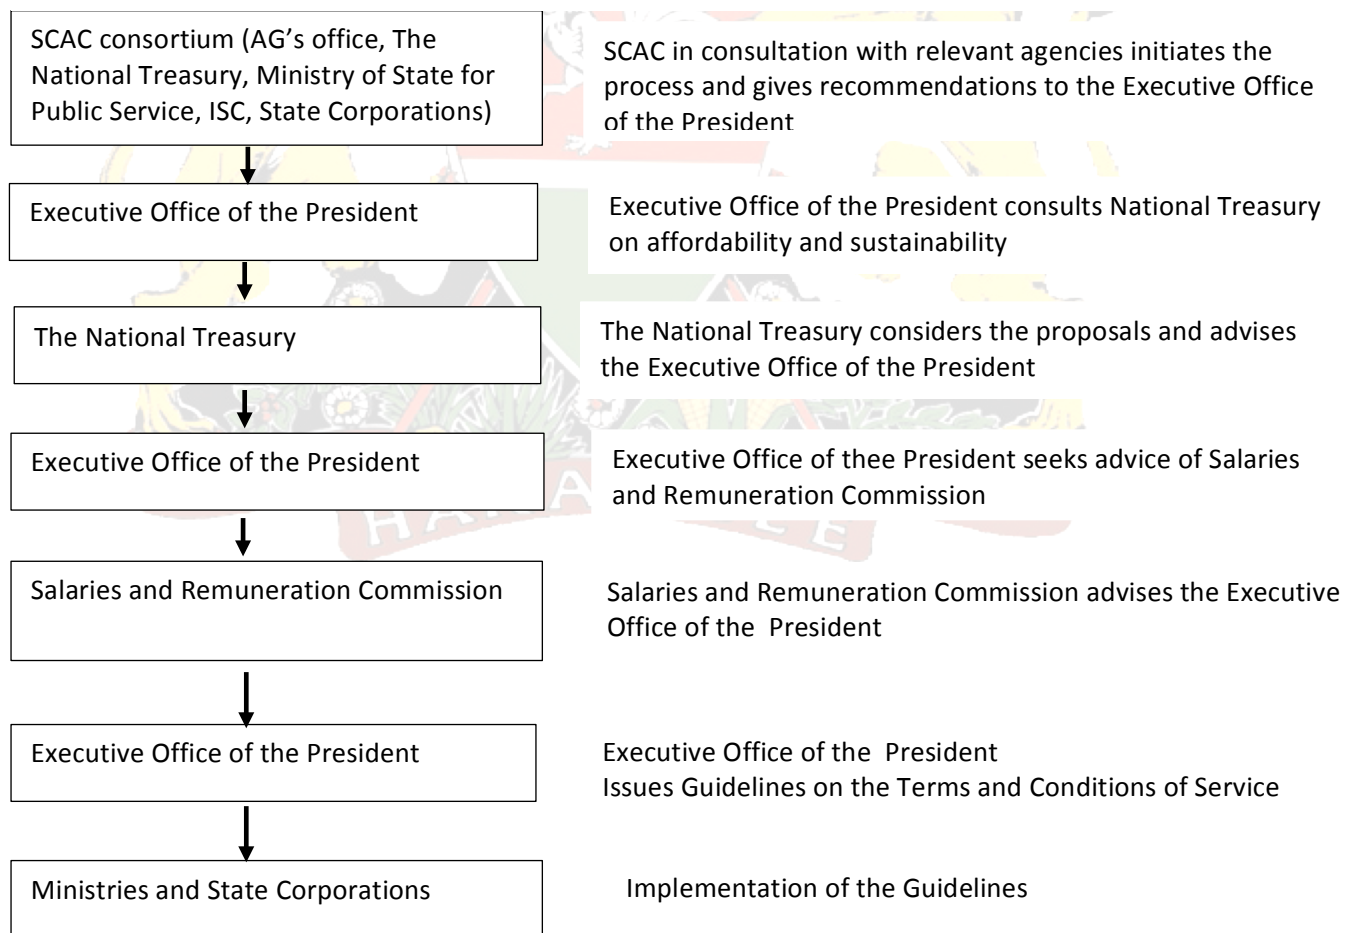 SCAC consortium (AG’s office, The
National Treasury, Ministry of State for
Public Service, ISC, State Corporations)
SCAC in consultation with relevant agencies initiates the
process and gives recommendations to the Executive Office
of the President
Executive Office of the President
Executive Office of the President consults National Treasury
on affordability and sustainability
The National Treasury
The National Treasury considers the proposals and advises
the Executive Office of the President
Executive Office of the President
Executive Office of thee President seeks advice of Salaries
and Remuneration Commission
Salaries and Remuneration Commission
Salaries and Remuneration Commission advises the Executive
Office of the  President
Executive Office of the President
Executive Office of the  President
Issues Guidelines on the Terms and Conditions of Service
Ministries and State Corporations
Implementation of the Guidelines